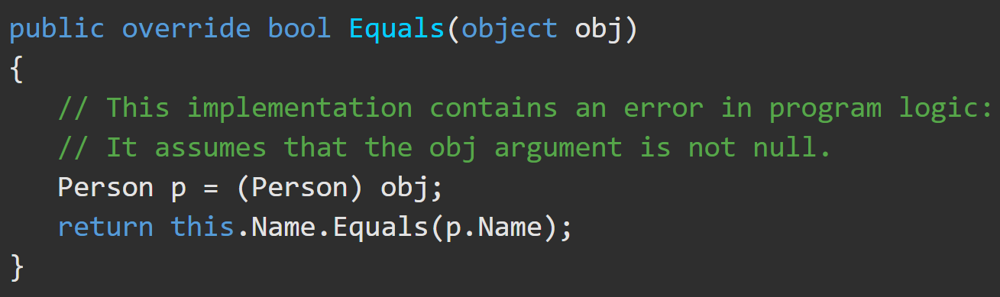 public override bool Equals(object obj)
{
   // This implementation contains an error in program logic:
   // It assumes that the obj argument is not null.
   Person p = (Person) obj;
   return this.Name.Equals(p.Name);
}